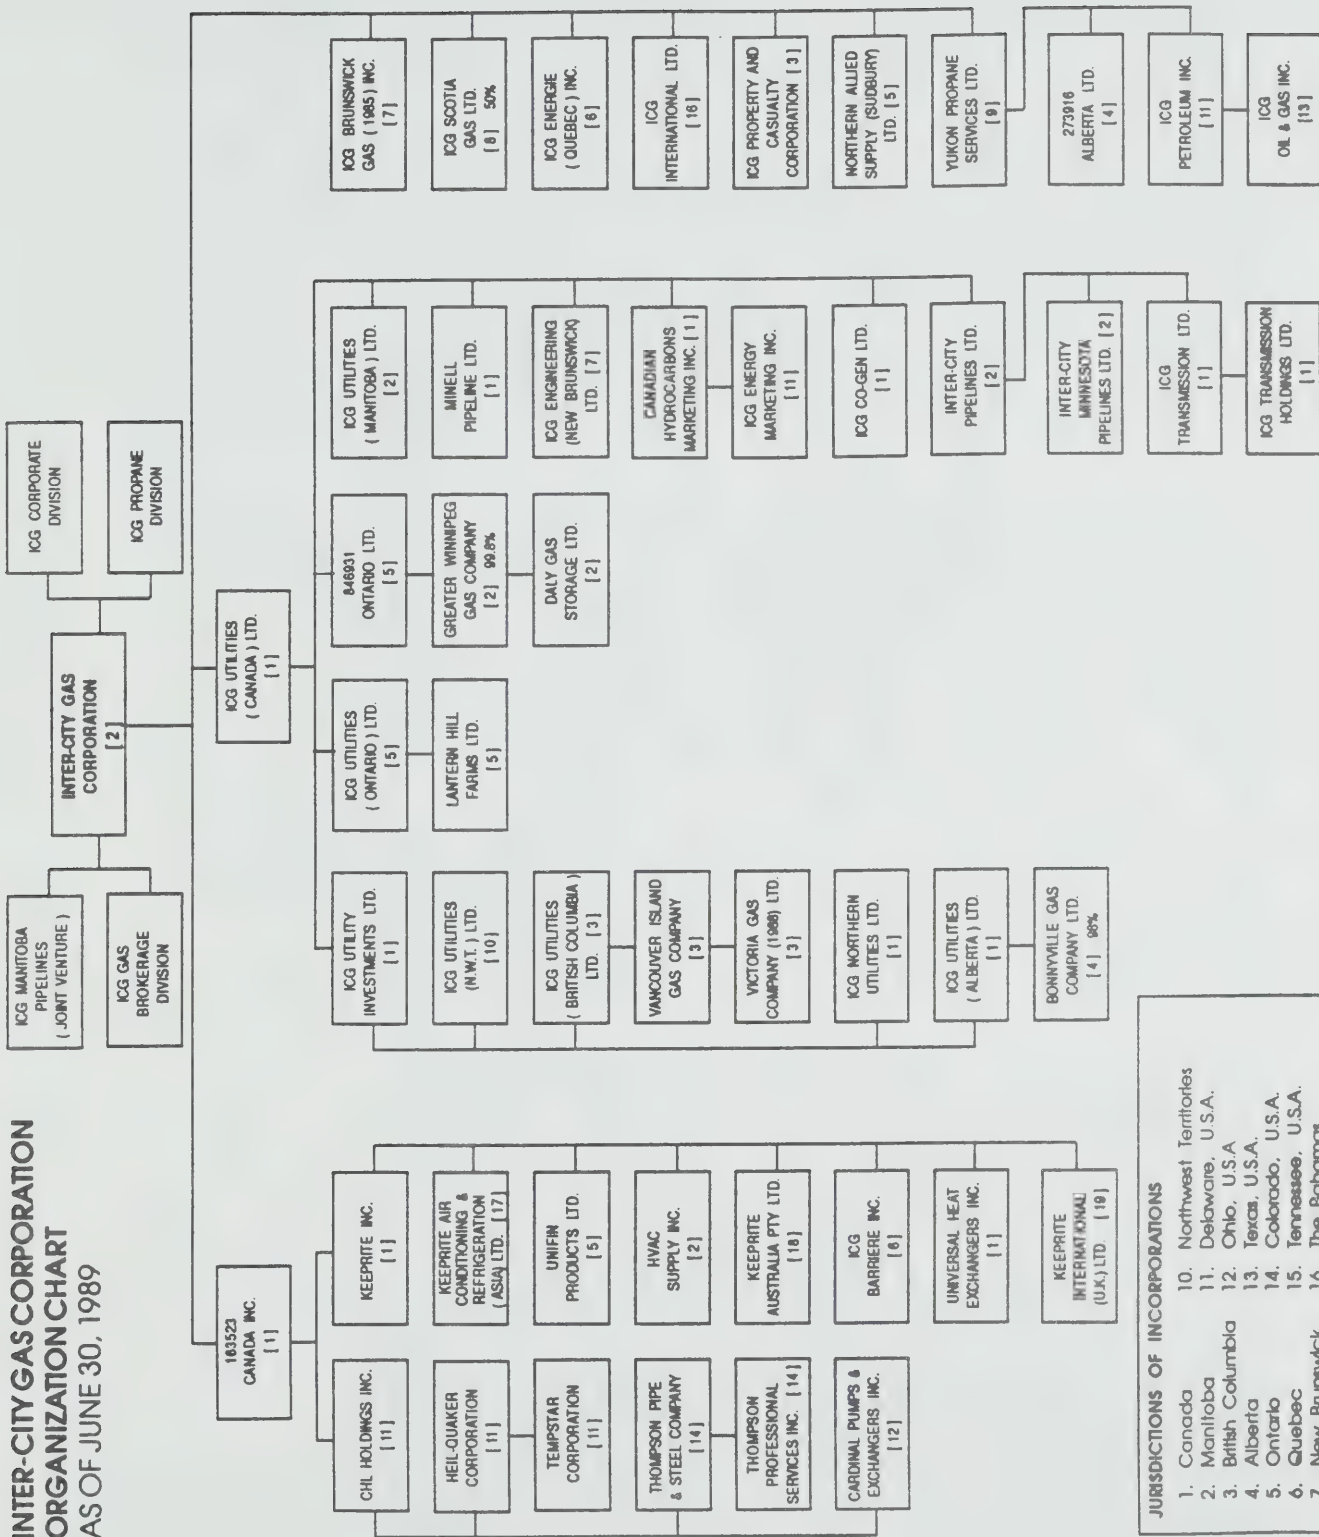 INTER-CITY GAS CORPORATION
ORGANIZATION CHART
AS OF JUNE 30, 1989
ICG MANITOBA
PIPELINES
( JOINT VENTURE )
ICG GAS
BROKERAGE
DIVISION
INTER-CITY GAS
CORPORATION
[ 2 ]
ICG CORPORATE
DIVISION
ICG PROPANE
DIVISION
163523
CANADA INC.
[ 1 ]
CHL HOLDINGS INC.
[ 11 ]
HEIL-QUAKER
CORPORATION
[ 11 ]
TEMPSTAR
CORPORATION
[ 11 ]
THOMPSON PIPE
& STEEL COMPANY
[ 14 ]
THOMPSON
PROFESSIONAL
SERVICES INC. [ 14 ]
CARDINAL PUMPS &
EXCHANGERS INC.
[ 12 ]
KEEPRITE INC.
[ 1 ]
KEEPRITE AIR
CONDITIONING &
REFRIGERATION
( ASIA) LTD. [ 17 ]
UNIFIN
PRODUCTS LTD.
[ 5 ]
HVAC
SUPPLY INC.
[ 2 ]
KEEPRITE
AUSTRALIA PTY LTD.
[ 18 ]
ICG
BARRIERE INC.
[ 6 ]
UNIVERSAL HEAT
EXCHANGERS INC.
[ 1 ]
KEEPRITE
INTERNATIONAL
(U.K.) LTD. [ 19 ]
ICG UTILITIES
( CANADA ) LTD.
[ 1 ]
ICG UTILITY
INVESTMENTS LTD.
[ 1 ]
ICG UTILITIES
(N.W.T. ) LTD.
[ 10 ]
ICG UTILITIES
( BRITISH COLUMBIA )
LTD. [ 3 ]
VANCOUVER ISLAND
GAS COMPANY
[ 3 ]
VICTORIA GAS
COMPANY (1988) LTD.
[ 3 ]
ICG NORTHERN
UTILITIES LTD.
[ 1 ]
ICG UTILITIES
( ALBERTA ) LTD.
[ 1 ]
BONNYVILLE GAS
COMPANY LTD.
[ 4 ] 98%
ICG UTILITIES
( ONTARIO ) LTD.
[ 5 ]
LANTERN HILL
FARMS LTD.
[ 5 ]
846931
ONTARIO LTD.
[ 5 ]
GREATER WINNIPEG
GAS COMPANY
[ 2 ] 99.8%
DALY GAS
STORAGE LTD.
[ 2 ]
ICG UTILITIES
( MANITOBA ) LTD.
[ 2 ]
MINELL
PIPELINE LTD.
[ 1 ]
ICG ENGINEERING
(NEW BRUNSWICK)
LTD. [ 7 ]
CANADIAN
HYDROCARBONS
MARKETING INC. [ 1 ]
ICG ENERGY
MARKETING INC.
[ 11 ]
ICG CO-GEN LTD.
[ 1 ]
INTER-CITY
PIPELINES LTD.
[ 2 ]
INTER-CITY
MINNESOTA
PIPELINES LTD. [ 2 ]
ICG
TRANSMISSION LTD.
[ 1 ]
ICG TRANSMISSION
HOLDINGS LTD.
[ 1 ]
ICG BRUNSWICK
GAS ( 1985 ) INC.
[ 7 ]
ICG SCOTIA
GAS LTD.
[ 8 ] 50%
ICG ENERGIE
( QUEBEC ) INC.
[ 6 ]
ICG
INTERNATIONAL LTD.
[ 16 ]
ICG PROPERTY AND
CASUALTY
CORPORATION [ 3 ]
NORTHERN ALLIED
SUPPLY (SUDBURY)
LTD. [ 5 ]
YUKON PROPANE
SERVICES LTD.
[ 9 ]
273916
ALBERTA LTD.
[ 4 ]
ICG
PETROLEUM INC.
[ 11 ]
ICG
OIL & GAS INC.
[ 13 ]
JURISDICTIONS OF INCORPORATIONS
1. Canada
2. Manitoba
3. British Columbia
4. Alberta
5. Ontario
6. Quebec
7. New Brunswick
10. Northwest Territories
11. Delaware, U.S.A.
12. Ohio, U.S.A
13. Texas, U.S.A.
14. Colorado, U.S.A.
15. Tennessee, U.S.A.
16. The Bahamas